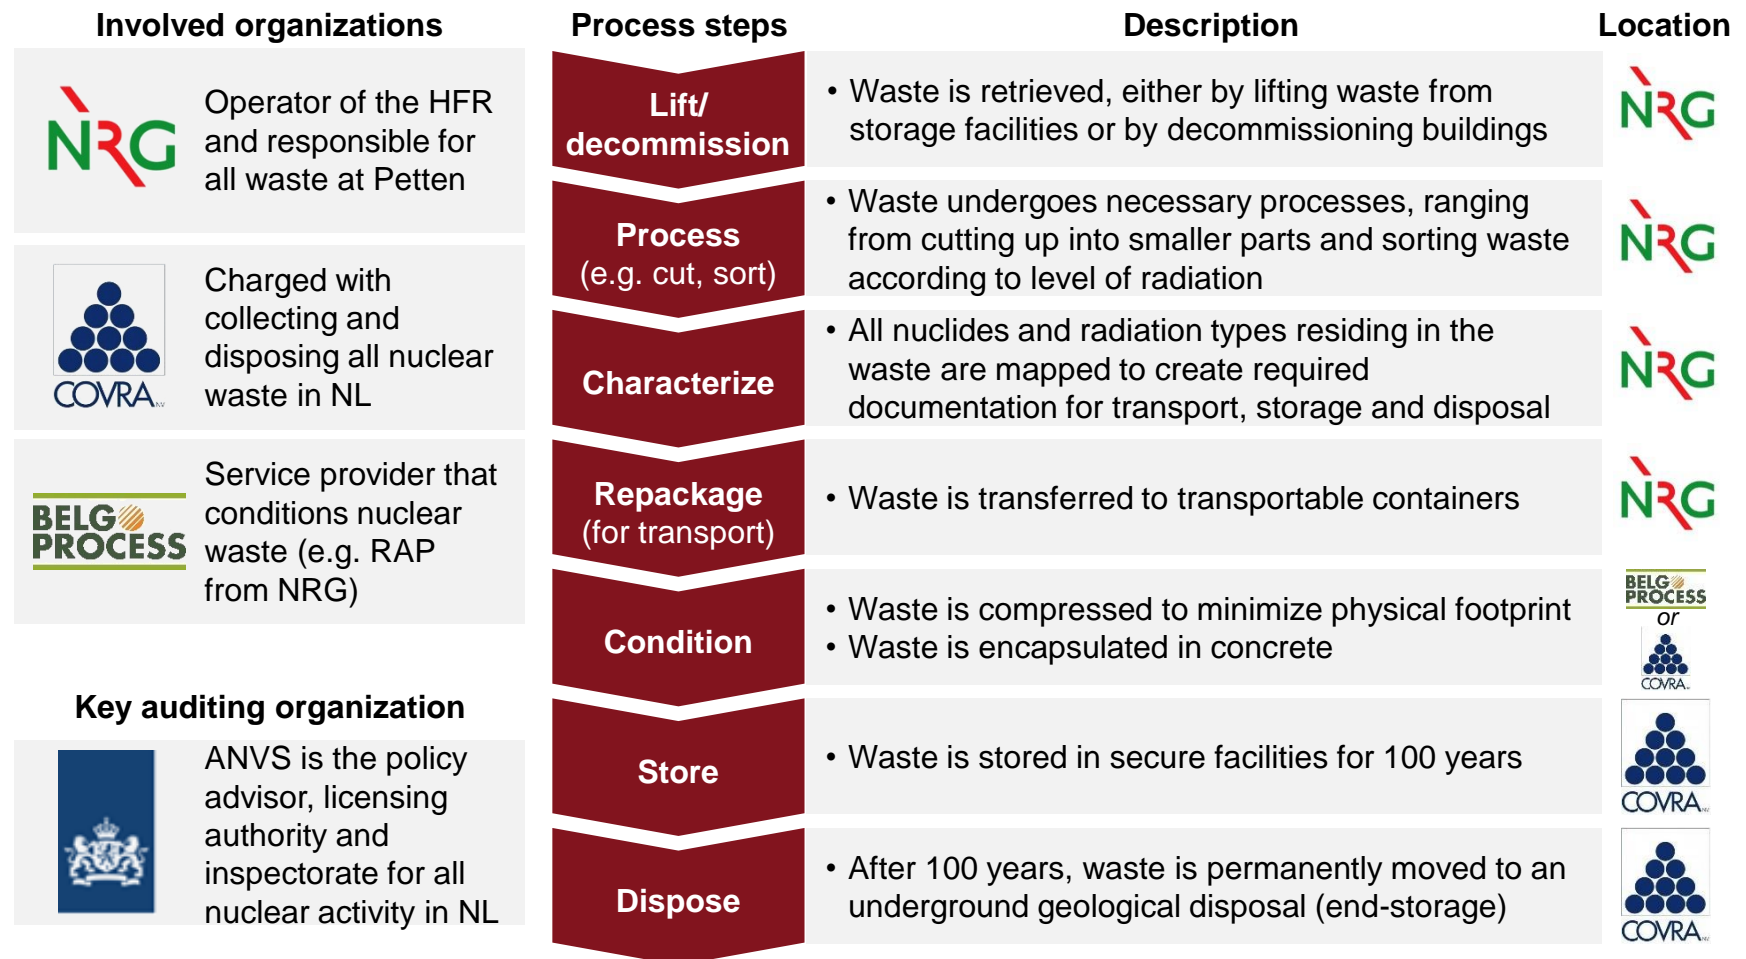 Involved organizations
NRG
Operator of the HFR
and responsible for
all waste at Petten
COVRA
Charged with
collecting and
disposing all nuclear
waste in NL
BELGO
PROCESS
Service provider that
conditions nuclear
waste (e.g. RAP
from NRG)
Key auditing organization
ANVS is the policy
advisor, licensing
authority and
inspectorate for all
nuclear activity in NL
Process steps
Description
Location
Lift/
decommission
• Waste is retrieved, either by lifting waste from
storage facilities or by decommissioning buildings
NRG
Process
(e.g. cut, sort)
• Waste undergoes necessary processes, ranging
from cutting up into smaller parts and sorting waste
according to level of radiation
NRG
Characterize
• All nuclides and radiation types residing in the
waste are mapped to create required
documentation for transport, storage and disposal
NRG
Repackage
(for transport)
• Waste is transferred to transportable containers
NRG
Condition
• Waste is compressed to minimize physical footprint
• Waste is encapsulated in concrete
BELGO
PROCESS
or
COVRA
Store
• Waste is stored in secure facilities for 100 years
COVRA
Dispose
• After 100 years, waste is permanently moved to an
underground geological disposal (end-storage)
COVRA